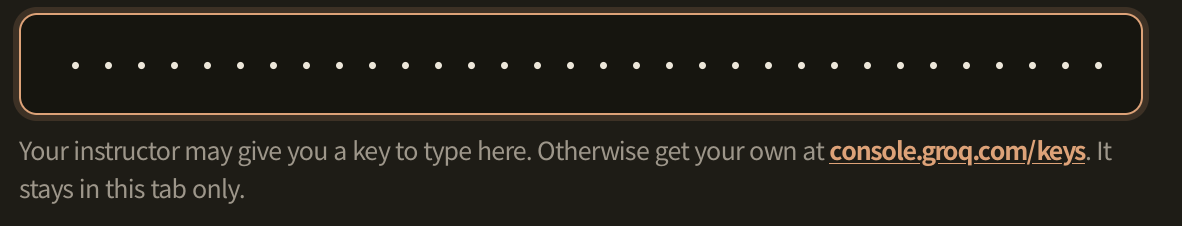 Your instructor may give you a key to type here. Otherwise get your own at console.groq.com/keys. It
stays in this tab only.